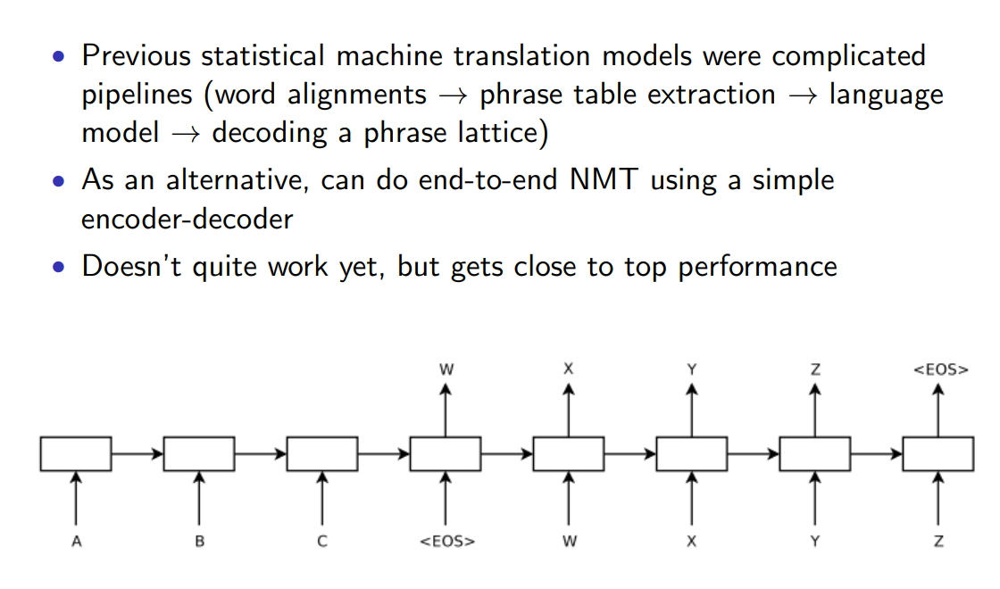 • Previous statistical machine translation models were complicated
pipelines (word alignments → phrase table extraction → language
model → decoding a phrase lattice)
• As an alternative, can do end-to-end NMT using a simple
encoder-decoder
• Doesn't quite work yet, but gets close to top performance
W X Y Z <EOS>
A B C <EOS> W X Y Z